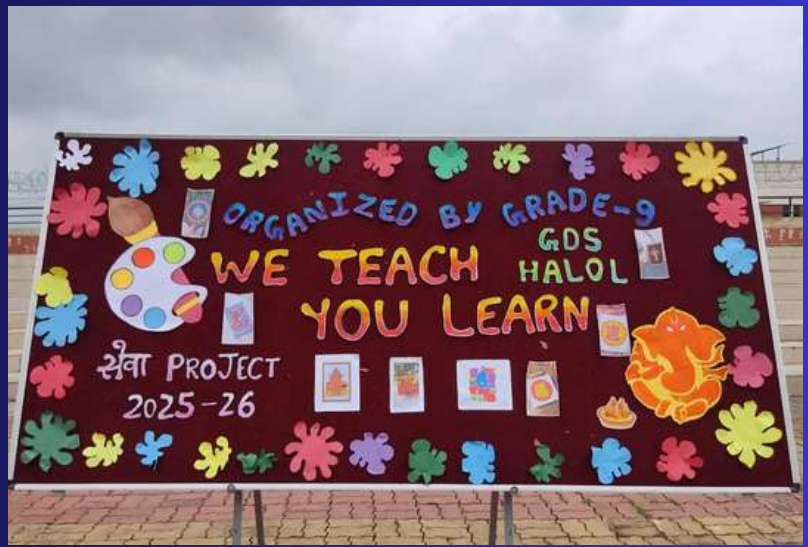 ORGANIZED BY GRADE-9
GDS
HALOL
WE TEACH
YOU LEARN
सेवा PROJECT
2025-26